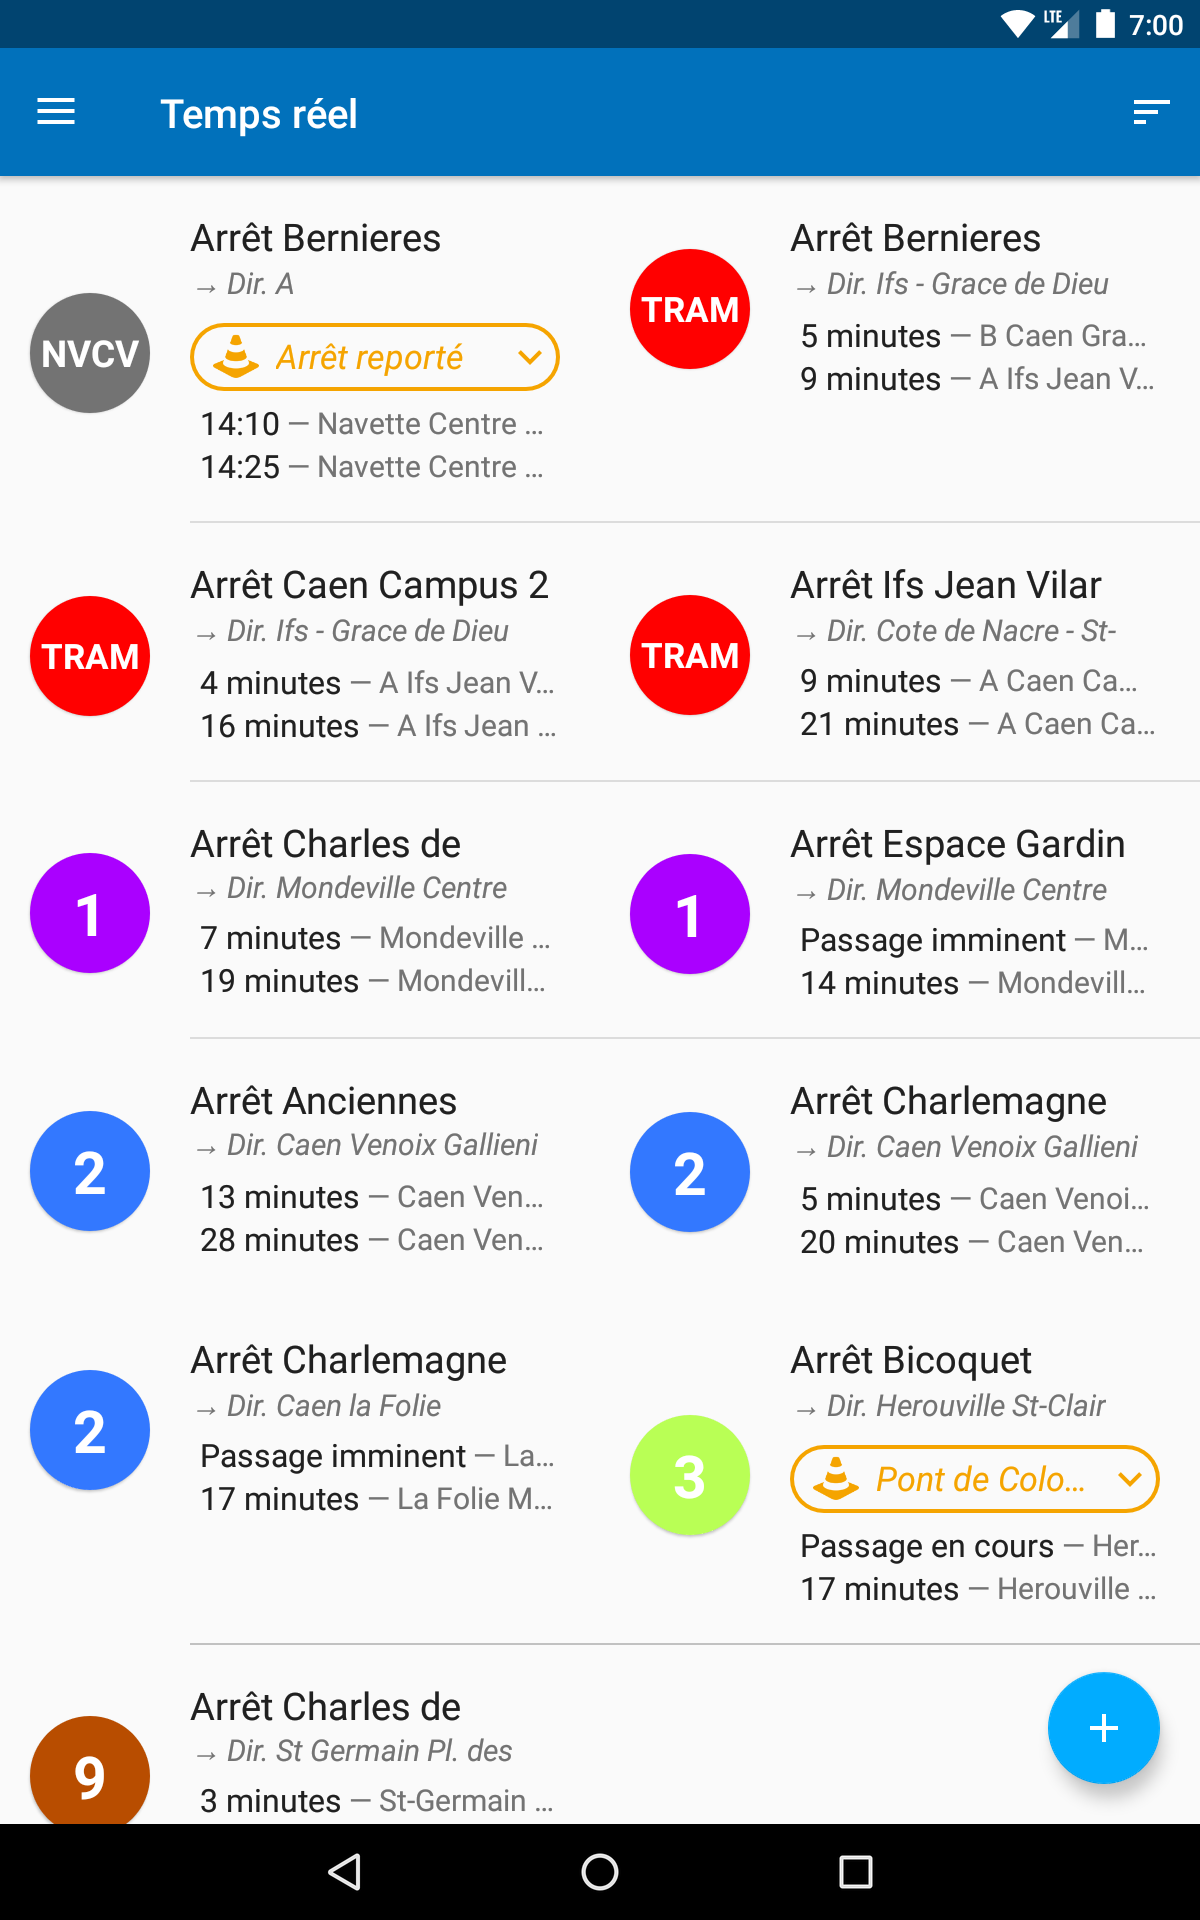 LTE 7:00
Temps réel
NVCV
Arrêt Bernieres
→ Dir. A
Arrêt reporté
14:10 — Navette Centre ...
14:25 — Navette Centre ...
TRAM
Arrêt Bernieres
→ Dir. Ifs - Grace de Dieu
5 minutes — B Caen Gra...
9 minutes — A Ifs Jean V...
TRAM
Arrêt Caen Campus 2
→ Dir. Ifs - Grace de Dieu
4 minutes — A Ifs Jean V...
16 minutes — A Ifs Jean ...
TRAM
Arrêt Ifs Jean Vilar
→ Dir. Cote de Nacre - St-
9 minutes — A Caen Ca...
21 minutes — A Caen Ca...
1
Arrêt Charles de
→ Dir. Mondeville Centre
7 minutes — Mondeville ...
19 minutes — Mondevill...
1
Arrêt Espace Gardin
→ Dir. Mondeville Centre
Passage imminent — M...
14 minutes — Mondevill...
2
Arrêt Anciennes
→ Dir. Caen Venoix Gallieni
13 minutes — Caen Ven...
28 minutes — Caen Ven...
2
Arrêt Charlemagne
→ Dir. Caen Venoix Gallieni
5 minutes — Caen Venoi...
20 minutes — Caen Ven...
2
Arrêt Charlemagne
→ Dir. Caen la Folie
Passage imminent — La...
17 minutes — La Folie M...
3
Arrêt Bicoquet
→ Dir. Herouville St-Clair
Pont de Colo...
Passage en cours — Her...
17 minutes — Herouville ...
9
Arrêt Charles de
→ Dir. St Germain Pl. des
3 minutes — St-Germain ...